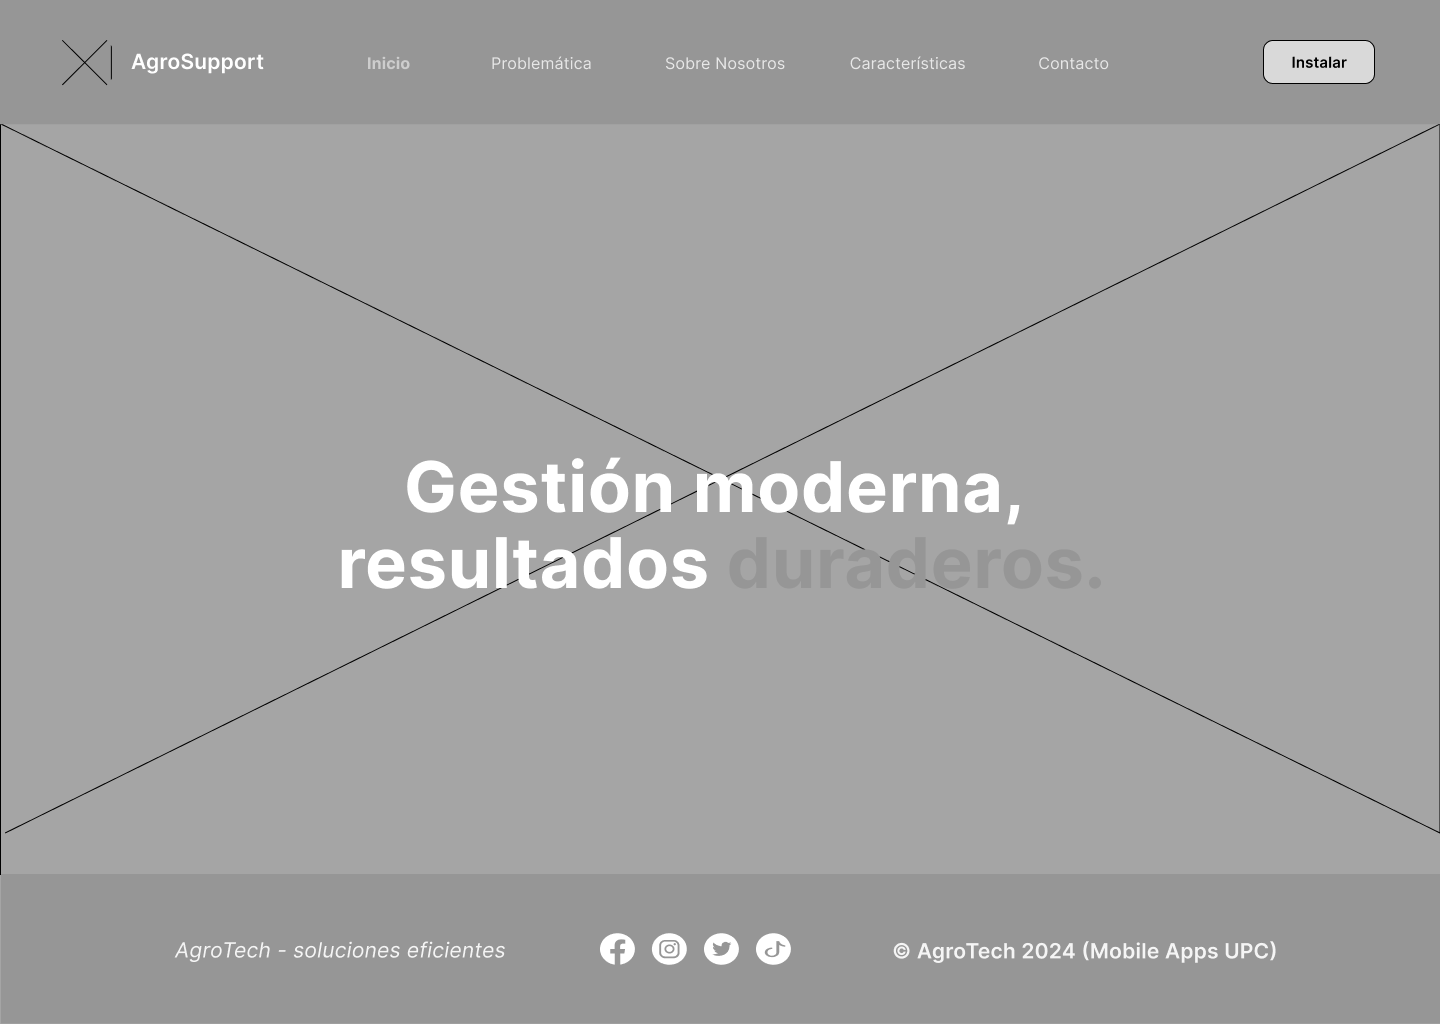 AgroSupport
Inicio
Problemática
Sobre Nosotros
Características
Contacto
Instalar
Gestión moderna,
resultados duraderos.
AgroTech - soluciones eficientes
© AgroTech 2024 (Mobile Apps UPC)